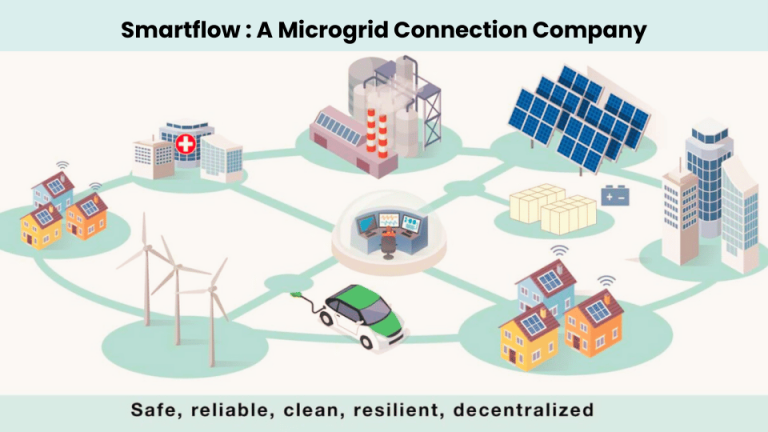 Smartflow : A Microgrid Connection Company
Safe, reliable, clean, resilient, decentralized